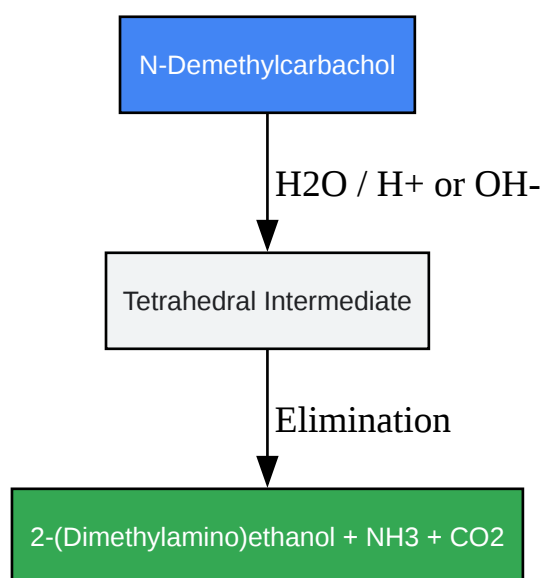 N-Demethylcarbachol
H2O / H+ or OH-
Tetrahedral Intermediate
Elimination
2-(Dimethylamino)ethanol + NH3 + CO2